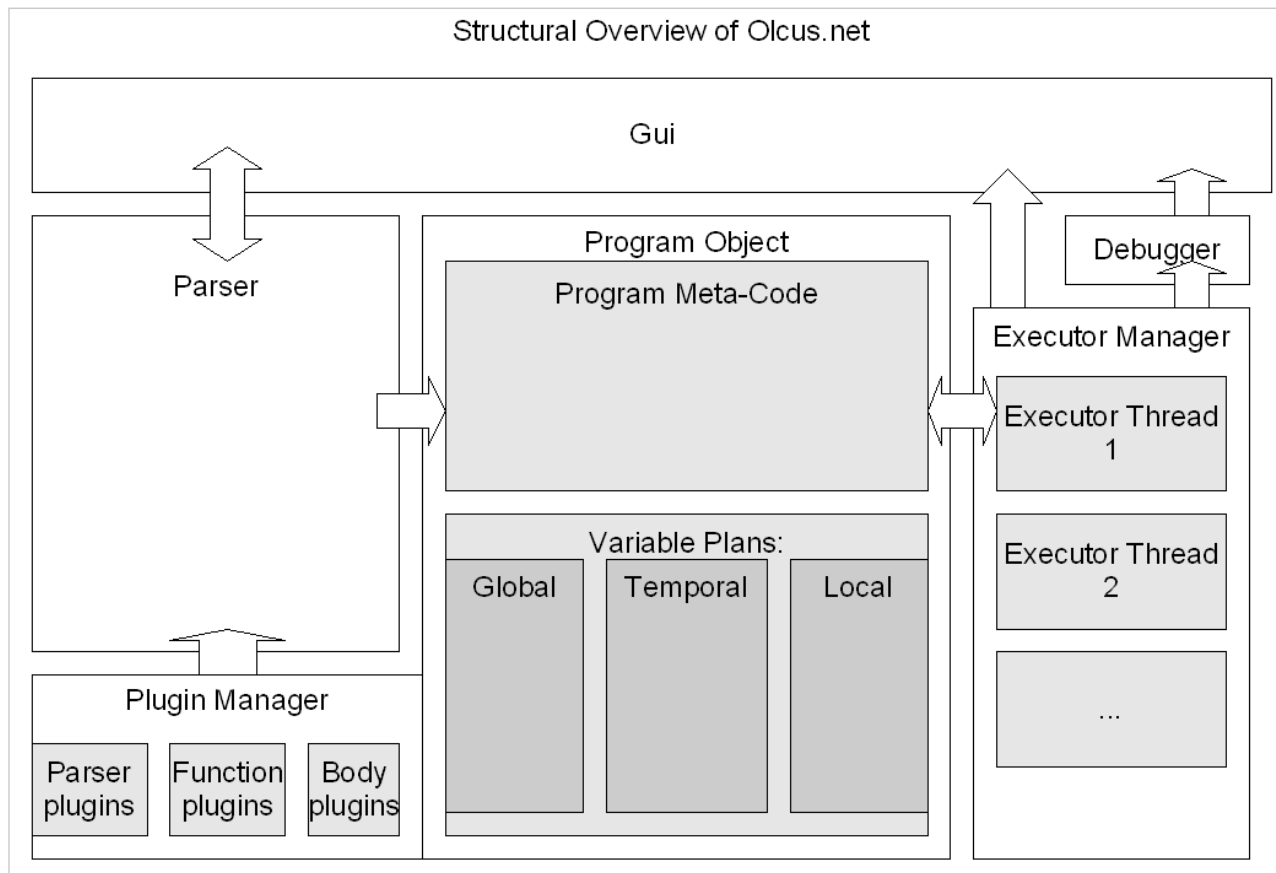 Structural Overview of Olcus.net
Gui
Parser
Program Object
Program Meta-Code
Debugger
Executor Manager
Executor Thread
1
Executor Thread
2
...
Variable Plans:
Global
Temporal
Local
Plugin Manager
Parser
plugins
Function
plugins
Body
plugins